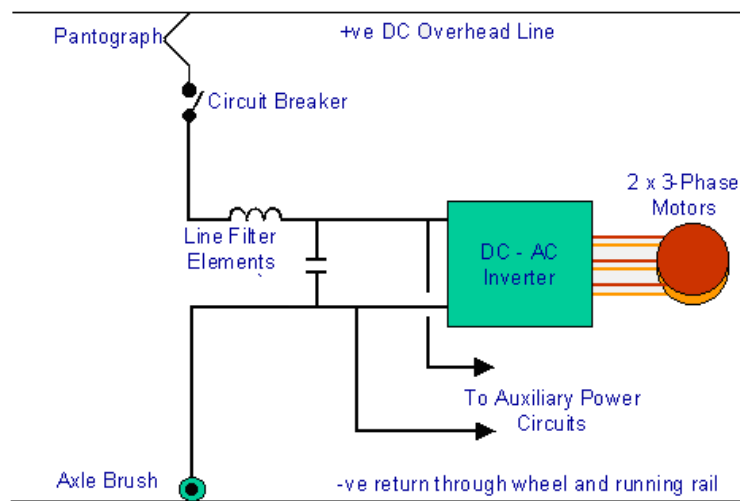 Pantograph
+ve DC Overhead Line
Circuit Breaker
2 x 3-Phase
Motors
Line Filter
Elements
DC - AC
Inverter
To Auxiliary Power
Circuits
Axle Brush
-ve return through wheel and running rail